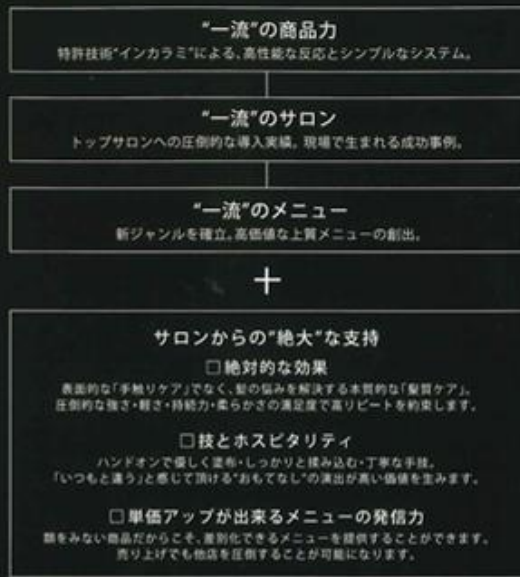 “一流”の商品力
特許技術“インカラミ”による、高性能な反応とシンプルなシステム。
“一流”のサロン
トップサロンへの圧倒的な導入実績。現場で生まれる成功事例。
“一流”のメニュー
新ジャンルを確立。高価値な上質メニューの創出。
+
サロンからの“絶大”な支持
□絶対的な効果
表面的な「手触りケア」でなく、髪の悩みを解決する本質的な「髪質ケア」。
圧倒的な強さ・軽さ・持続力・柔らかさの満足度で高リピートを約束します。
□技とホスピタリティ
ハンドオンで優しく塗布・しっかりと揉み込む・丁寧な手技。
「いつもと違う」と感じて頂ける“おもてなし”の演出が高い価値を生みます。
□単価アップが出来るメニューの発信力
類をみない商品だからこそ、差別化できるメニューを提供することができます。
売り上げでも他店を圧倒することが可能になります。